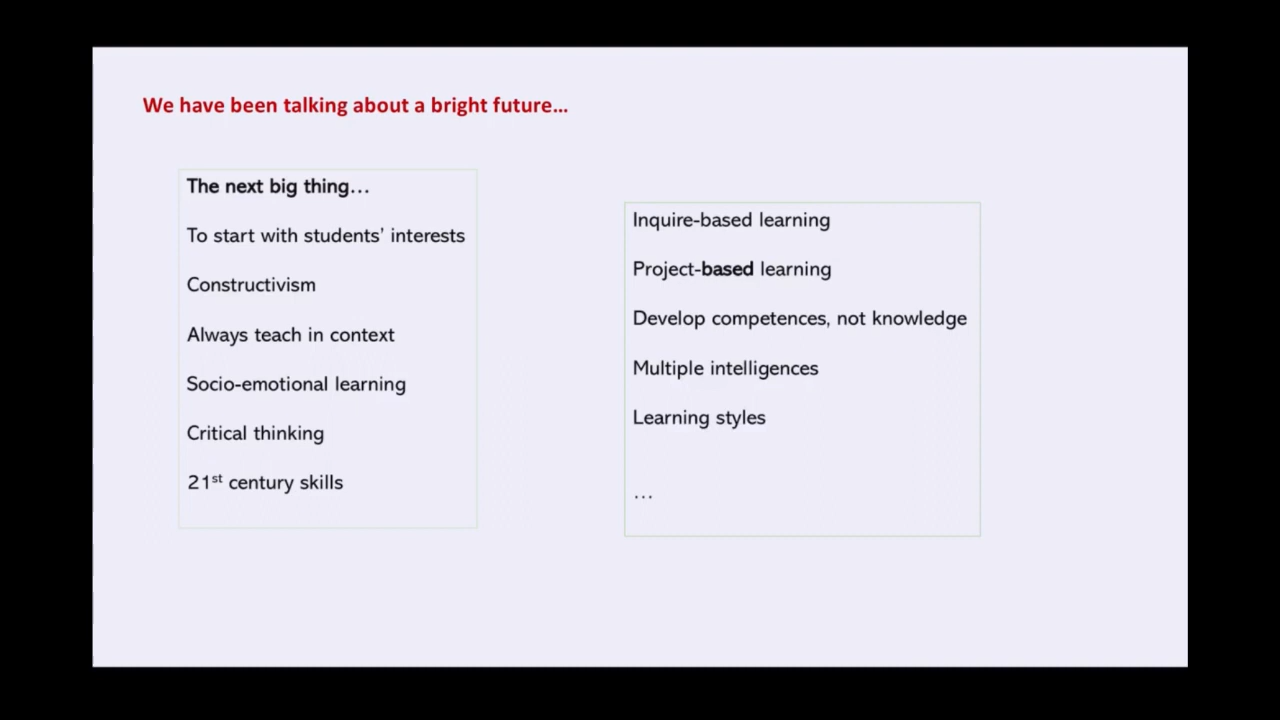 We have been talking about a bright future…
The next big thing…
To start with students’ interests
Constructivism
Always teach in context
Socio-emotional learning
Critical thinking
21st century skills
Inquire-based learning
Project-based learning
Develop competences, not knowledge
Multiple intelligences
Learning styles
…